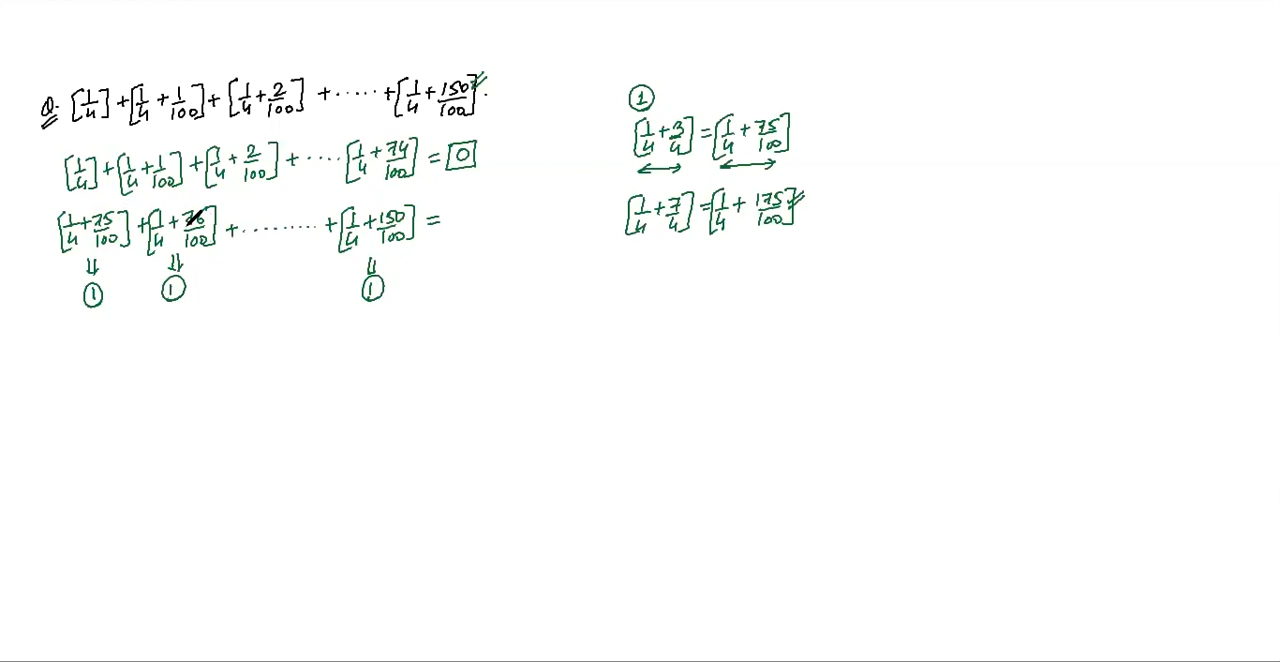 Q. [1/4] + [1/4 + 1/100] + [1/4 + 2/100] + ..... + [1/4 + 150/100].
[1/4] + [1/4 + 1/100] + [1/4 + 2/100] + .... [1/4 + 74/100] = 0
[1/4 + 75/100] + [1/4 + 76/100] + ......... + [1/4 + 150/100] =
⇓ ⇓ ⇓
1 1 1
1
[1/4 + 3/4] = [1/4 + 75/100]
[1/4 + 7/4] = [1/4 + 175/100]